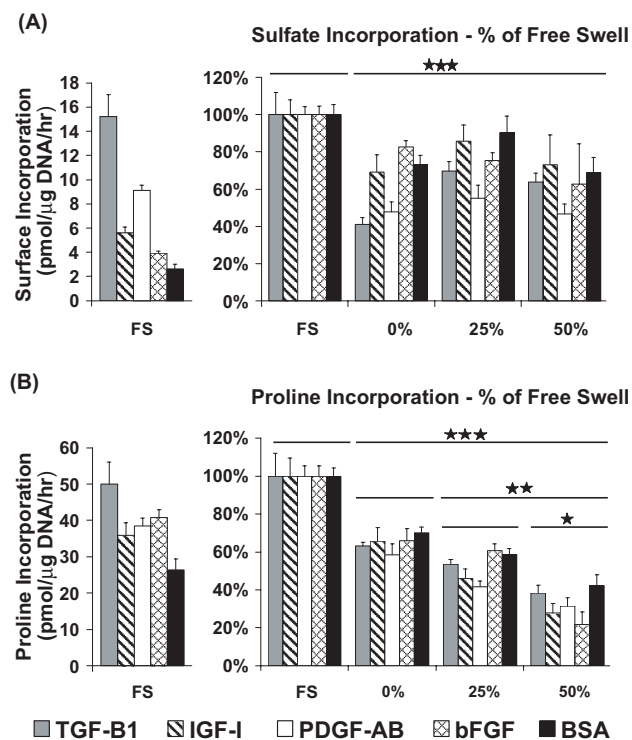 (A)
Sulfate Incorporation - % of Free Swell
Surface Incorporation
(pmol/µg DNA/hr)
18
16
14
12
10
8
6
4
2
0
FS
120%
100%
80%
60%
40%
20%
0%
FS 0% 25% 50%
★★★
(B)
Proline Incorporation - % of Free Swell
Proline Incorporation
(pmol/µg DNA/hr)
60
50
40
30
20
10
0
FS
120%
100%
80%
60%
40%
20%
0%
FS 0% 25% 50%
★★★
★★
★
TGF-B1 IGF-I PDGF-AB bFGF BSA